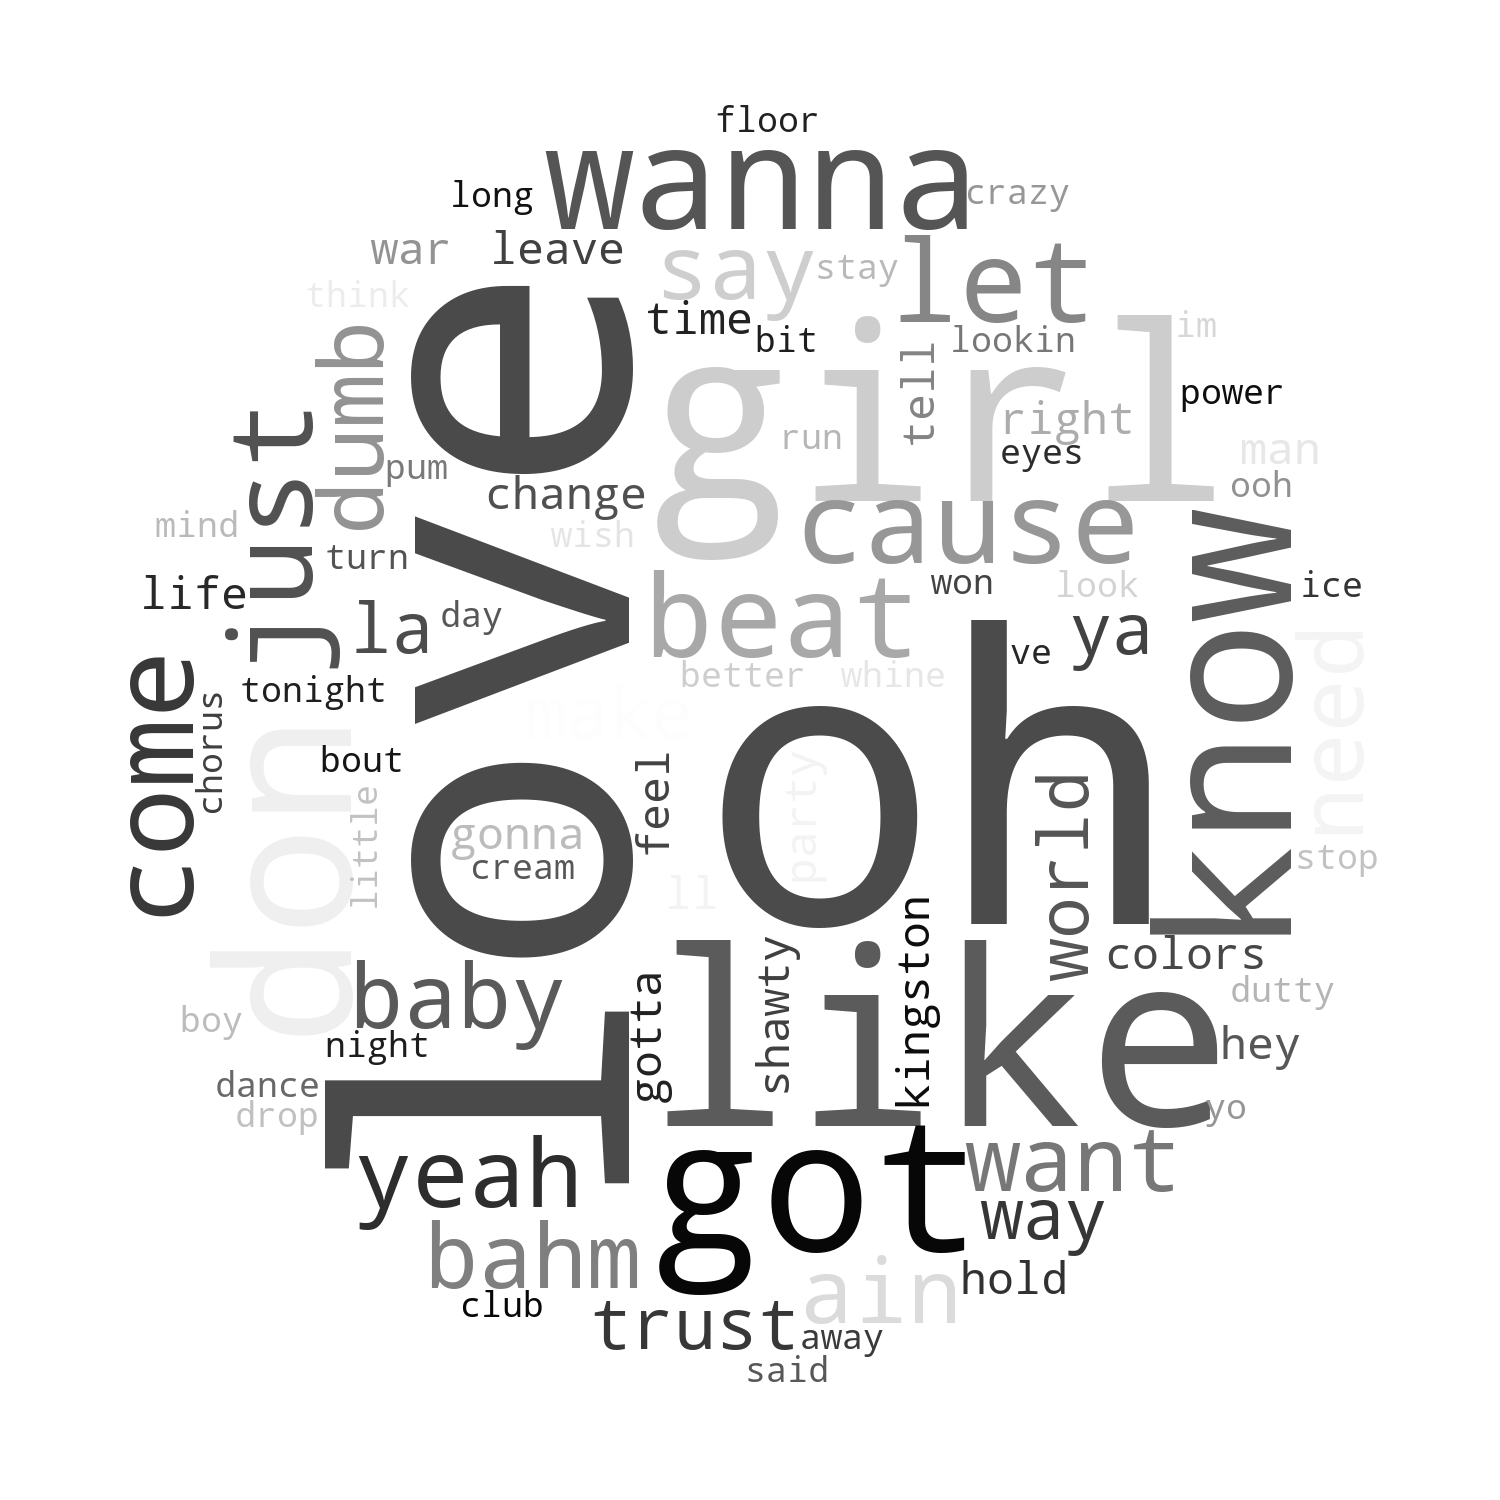 floor
wanna
long
crazy
war
leave
say
stay
let
think
time
bit
lookin
im
girl
dumb
tell
power
right
run
eyes
man
just
pum
ooh
change
cause
love
mind
wish
turn
know
life
beat
won
look
ice
la
day
ya
oh
need
ve
come
tonight
better
whine
chorus
make
don
bout
feel
party
world
little
gonna
cream
stop
ll
kingston
shawty
like
colors
baby
gotta
dutty
boy
night
hey
dance
drop
yo
yeah
got
want
way
bahm
ain
hold
club
trust
away
said